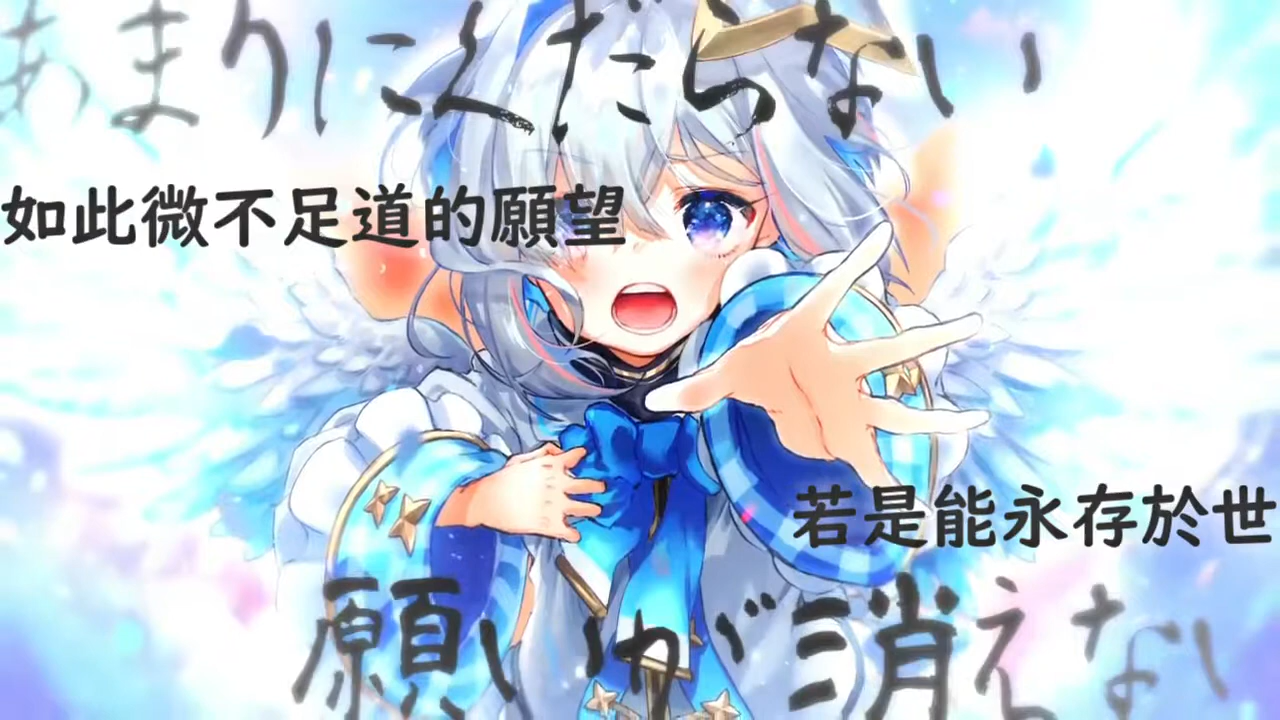 あまりにくだらない
如此微不足道的願望
若是能永存於世
願いが消えない